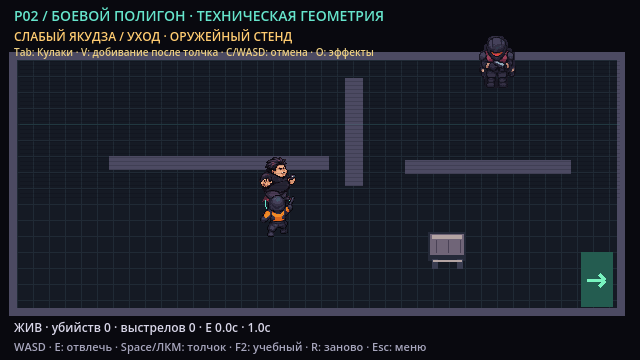 P02 / БОЕВОЙ ПОЛИГОН · ТЕХНИЧЕСКАЯ ГЕОМЕТРИЯ
СЛАБЫЙ ЯКУДЗА / УХОД · ОРУЖЕЙНЫЙ СТЕНД
Tab: Кулаки · V: добивание после толчка · C/WASD: отмена · O: эффекты
ЖИВ · убийств 0 · выстрелов 0 · E 0.0с · 1.0с
WASD · E: отвлечь · Space/ЛКМ: толчок · F2: учебный · R: заново · Esc: меню